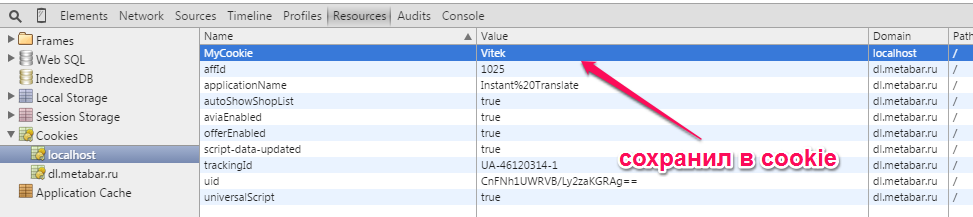 Elements Network Sources Timeline Profiles Resources Audits Console
Frames
Web SQL
IndexedDB
Local Storage
Session Storage
Cookies
localhost
dl.metabar.ru
Application Cache
Name Value Domain Path
MyCookie Vitek localhost /
affId 1025 dl.metabar.ru /
applicationName Instant%20Translate dl.metabar.ru /
autoShowShopList true dl.metabar.ru /
aviaEnabled true dl.metabar.ru /
offerEnabled true dl.metabar.ru /
script-data-updated true dl.metabar.ru /
trackingId UA-46120314-1 dl.metabar.ru /
uid CnFNh1UWRVB/Ly2zaKGRAg== dl.metabar.ru /
universalScript true dl.metabar.ru /
сохранил в cookie